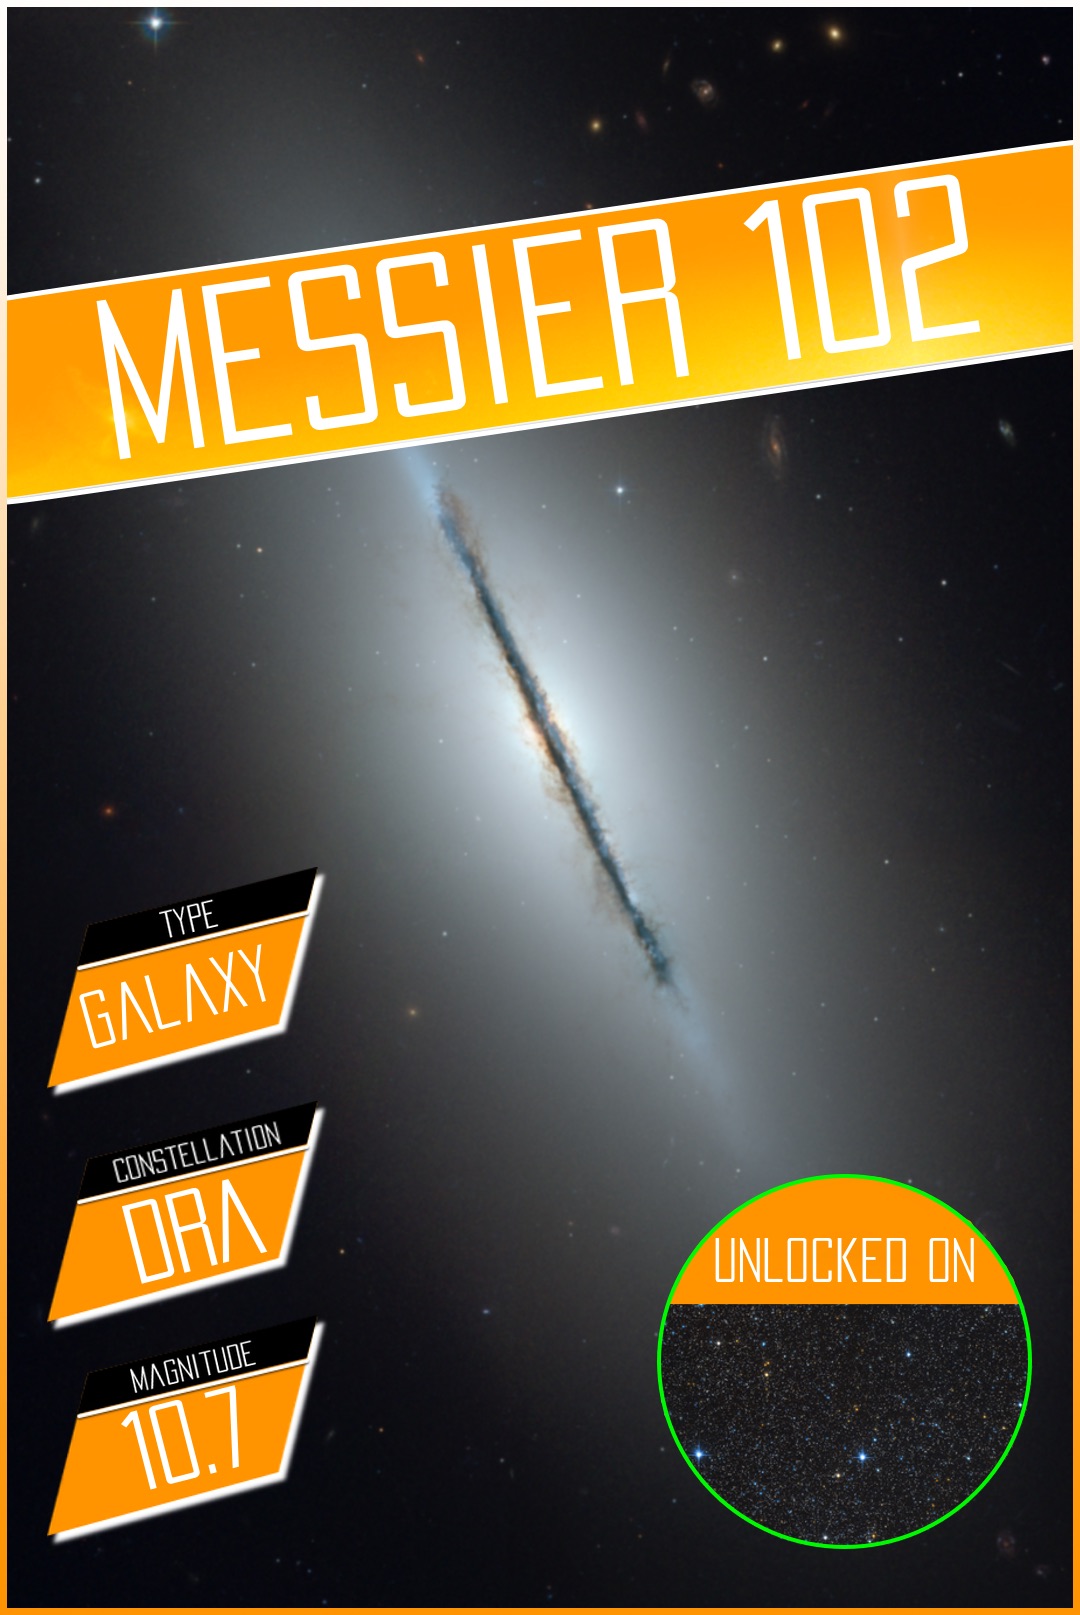 MESSIER 102
TYPE
GALAXY
CONSTELLATION
DRA
MAGNITUDE
10.7
UNLOCKED ON